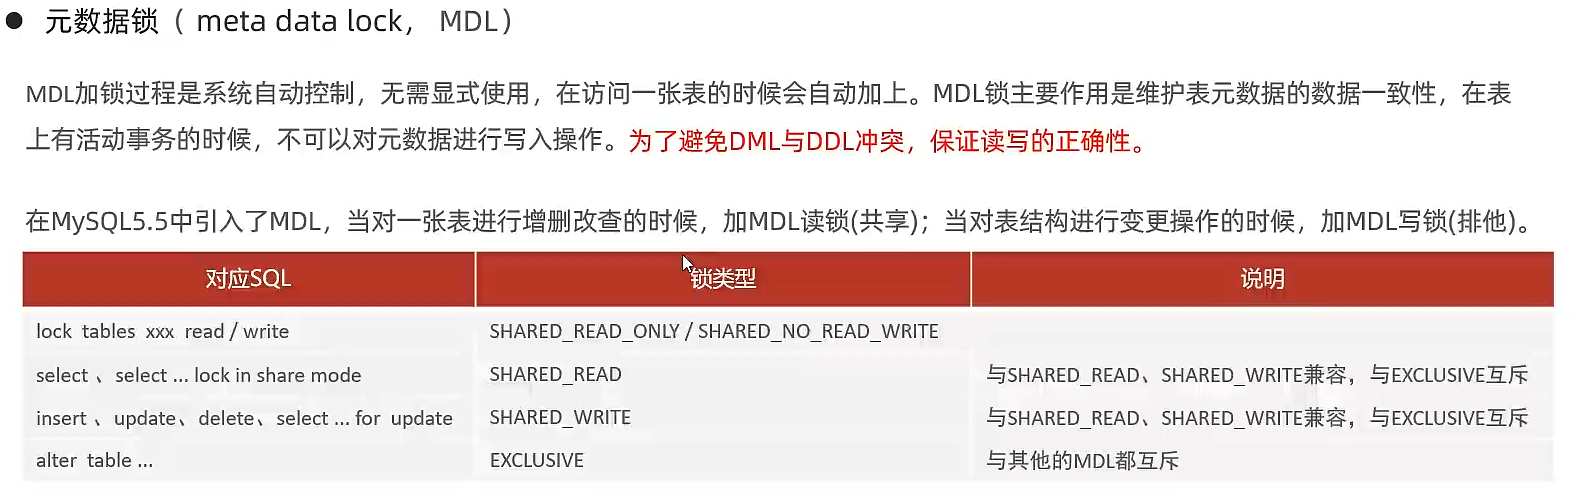 ● 元数据锁（ meta data lock， MDL）
MDL加锁过程是系统自动控制，无需显式使用，在访问一张表的时候会自动加上。MDL锁主要作用是维护表元数据的数据一致性，在表
上有活动事务的时候，不可以对元数据进行写入操作。为了避免DML与DDL冲突，保证读写的正确性。
在MySQL5.5中引入了MDL，当对一张表进行增删改查的时候，加MDL读锁(共享)；当对表结构进行变更操作的时候，加MDL写锁(排他)。
对应SQL 锁类型 说明
lock tables xxx read / write SHARED_READ_ONLY / SHARED_NO_READ_WRITE
select 、select ... lock in share mode SHARED_READ 与SHARED_READ、SHARED_WRITE兼容，与EXCLUSIVE互斥
insert 、update、delete、select ... for update SHARED_WRITE 与SHARED_READ、SHARED_WRITE兼容，与EXCLUSIVE互斥
alter table ... EXCLUSIVE 与其他的MDL都互斥